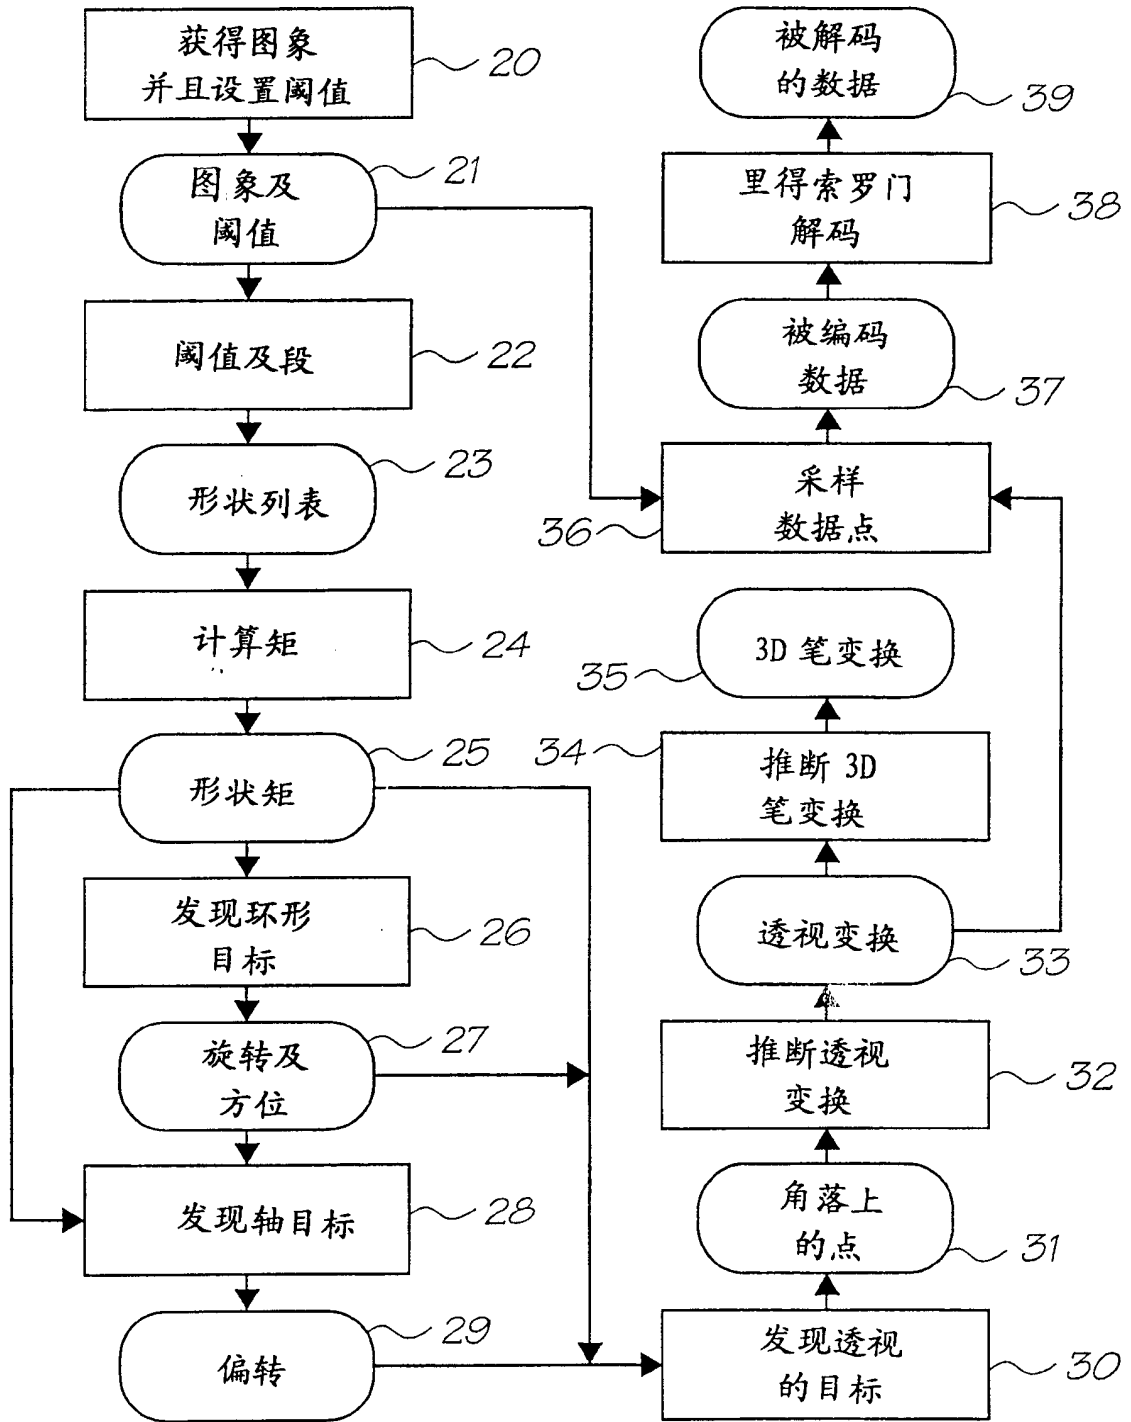 获得图象
并且设置阈值
20
图象及
阈值
21
阈值及段
22
形状列表
23
计算矩
24
形状矩
25
发现环形
目标
26
旋转及
方位
27
发现轴目标
28
偏转
29
发现透视
的目标
30
角落上
的点
31
推断透视
变换
32
透视变换
33
推断 3D
笔变换
34
3D 笔变换
35
采样
数据点
36
被编码
数据
37
里得索罗门
解码
38
被解码
的数据
39